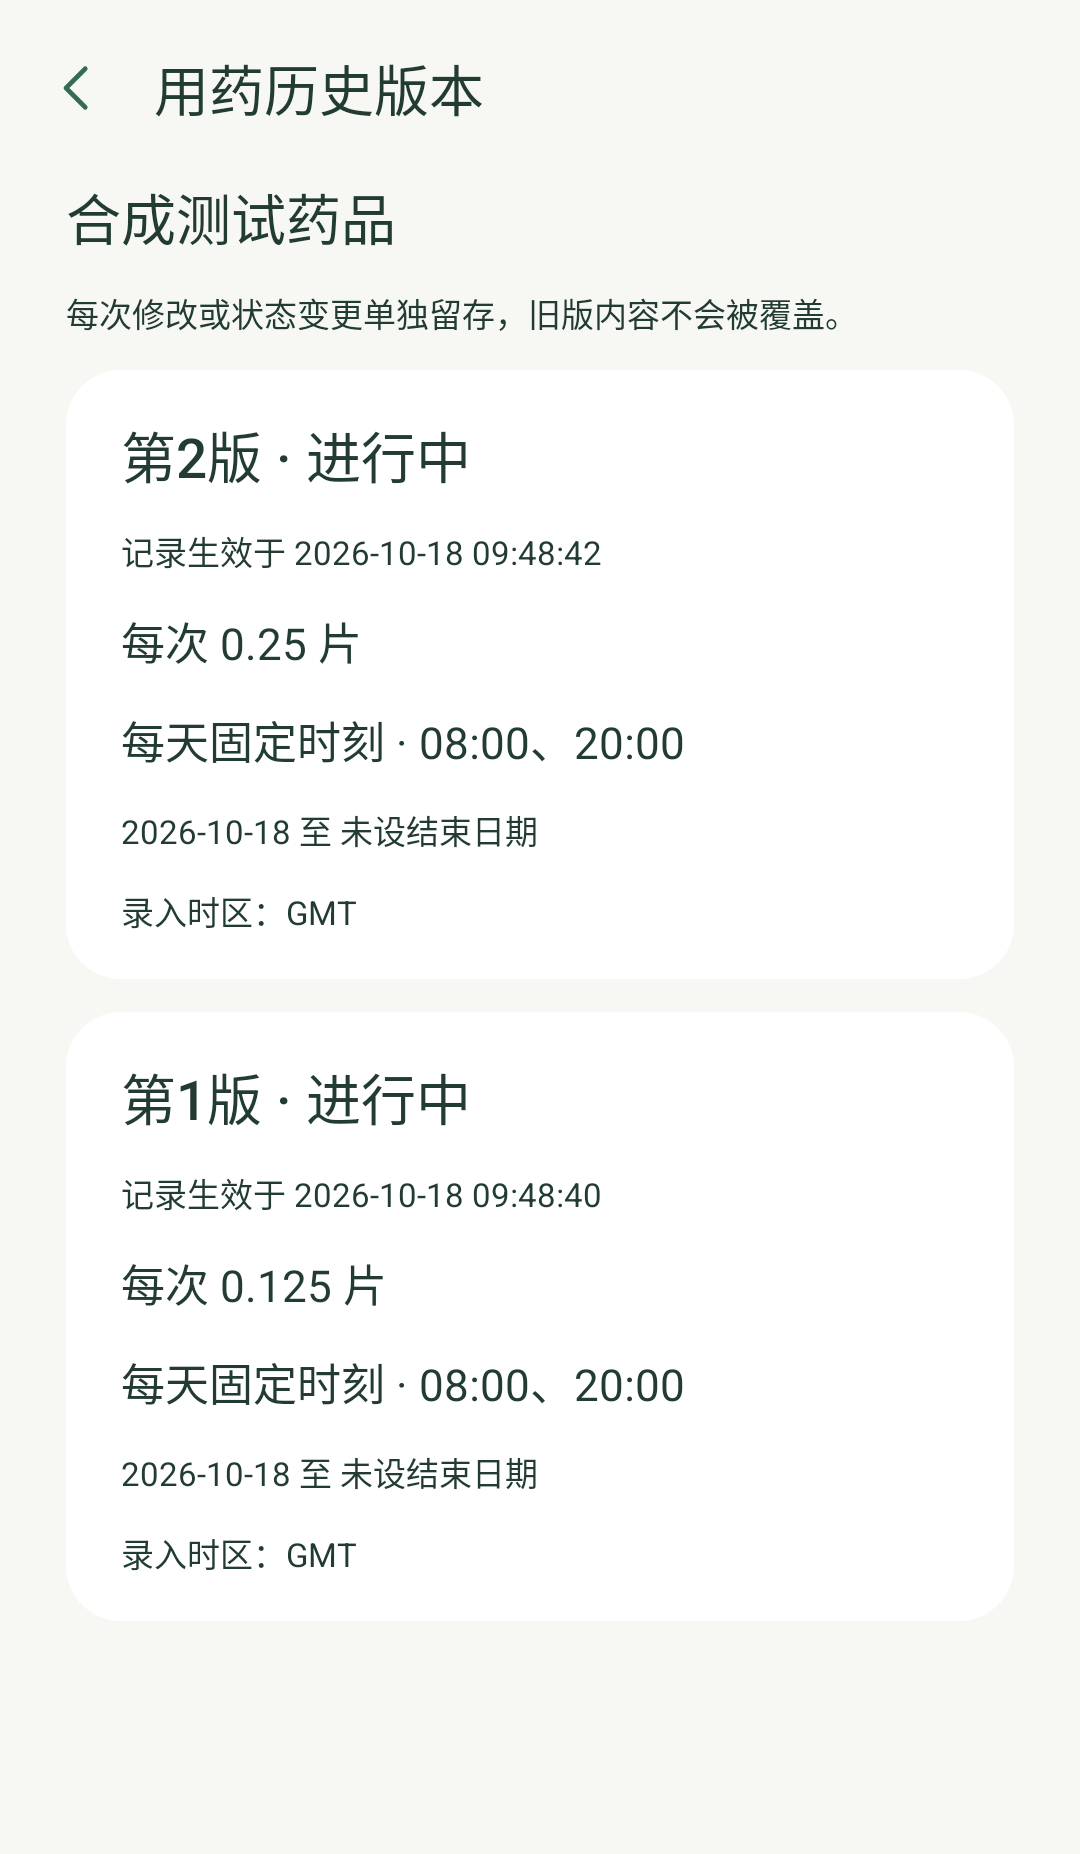 用药历史版本
合成测试药品
每次修改或状态变更单独留存，旧版内容不会被覆盖。
第2版 · 进行中
记录生效于 2026-10-18 09:48:42
每次 0.25 片
每天固定时刻 · 08:00、20:00
2026-10-18 至 未设结束日期
录入时区：GMT
第1版 · 进行中
记录生效于 2026-10-18 09:48:40
每次 0.125 片
每天固定时刻 · 08:00、20:00
2026-10-18 至 未设结束日期
录入时区：GMT